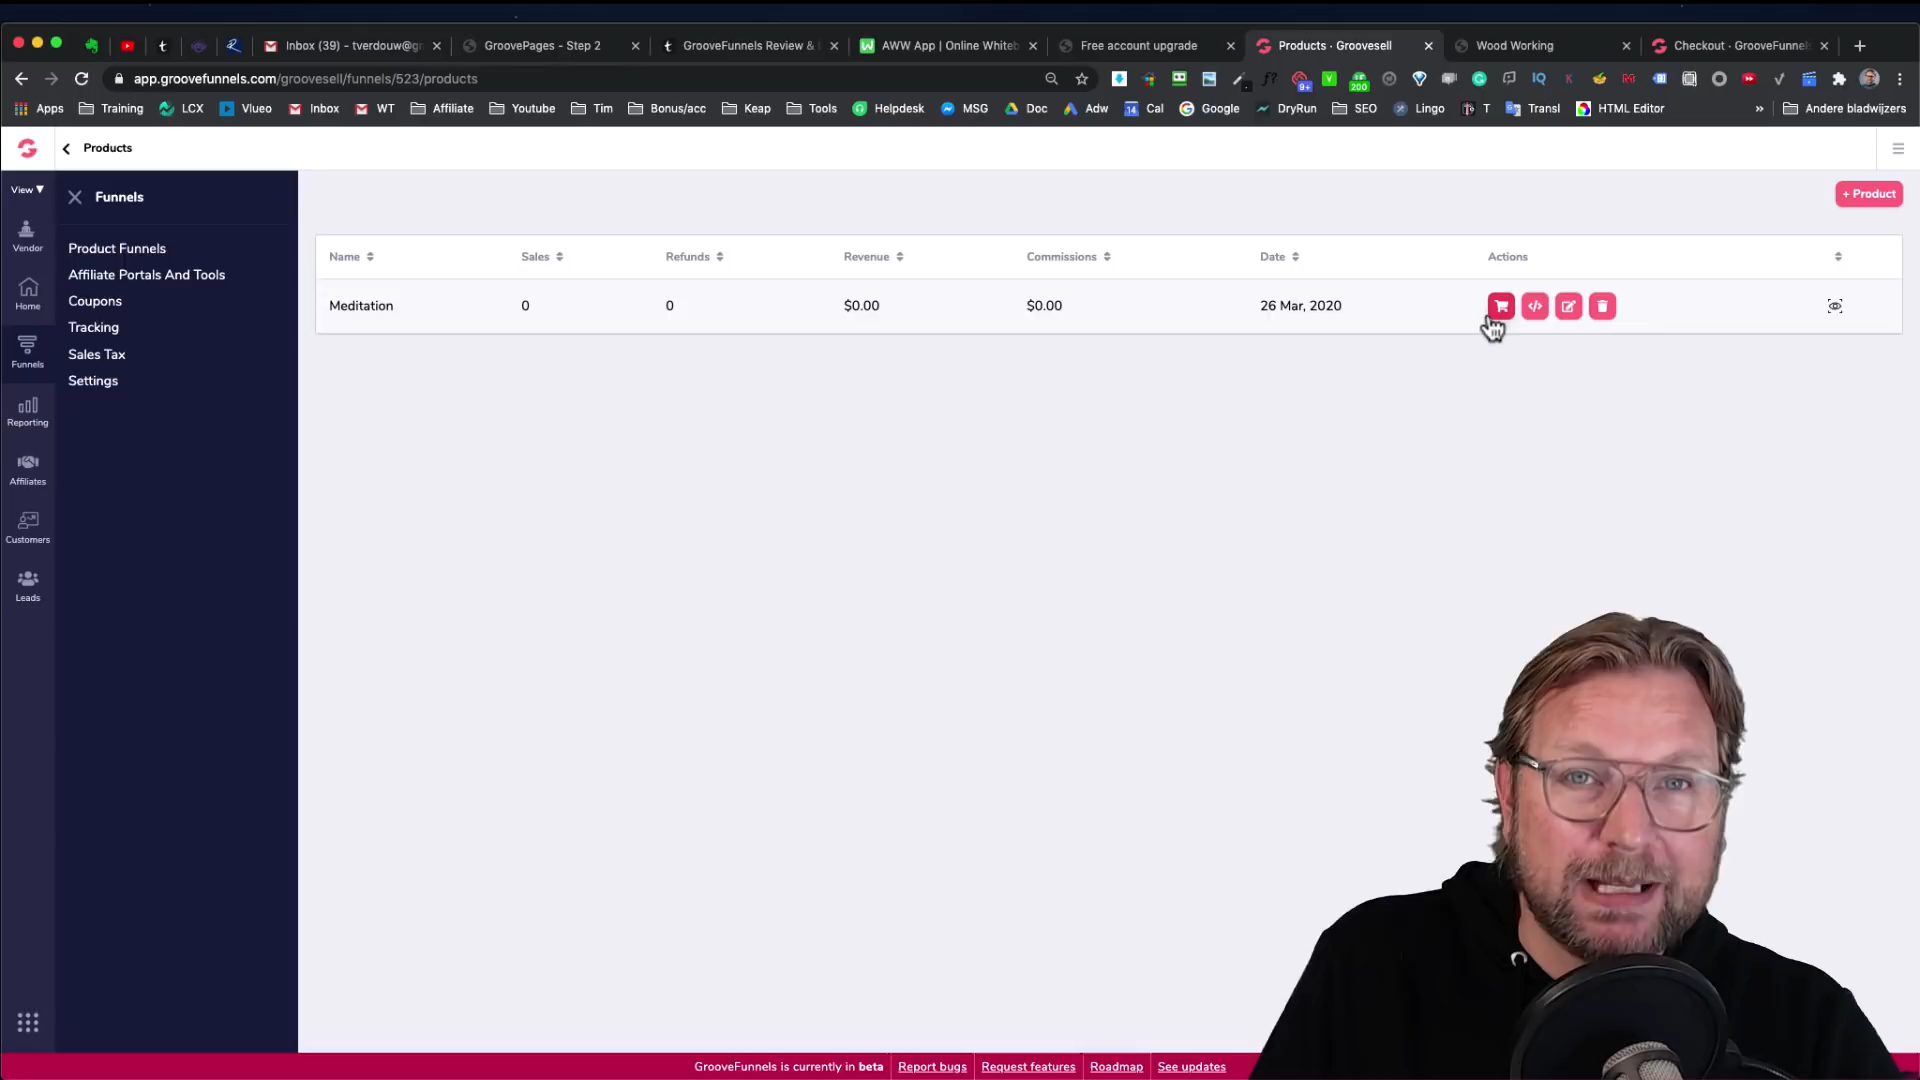 Inbox (39) - tverdouw@gr
GroovePages - Step 2
GrooveFunnels Review &
AWW App | Online Whiteb
Free account upgrade
Products · Groovesell
Wood Working
Checkout · GrooveFunnel
app.groovefunnels.com/groovesell/funnels/523/products
Apps
Training
LCX
Vlueo
Inbox
WT
Affiliate
Youtube
Tim
Bonus/acc
Keap
Tools
Helpdesk
MSG
Doc
Adw
Cal
Google
DryRun
SEO
Lingo
T
Transl
HTML Editor
Andere bladwijzers
Products
View
Funnels
+ Product
Vendor
Home
Funnels
Reporting
Affiliates
Customers
Leads
Product Funnels
Affiliate Portals And Tools
Coupons
Tracking
Sales Tax
Settings
Name Sales Refunds Revenue Commissions Date Actions
Meditation 0 0 $0.00 $0.00 26 Mar, 2020
GrooveFunnels is currently in beta Report bugs Request features Roadmap See updates